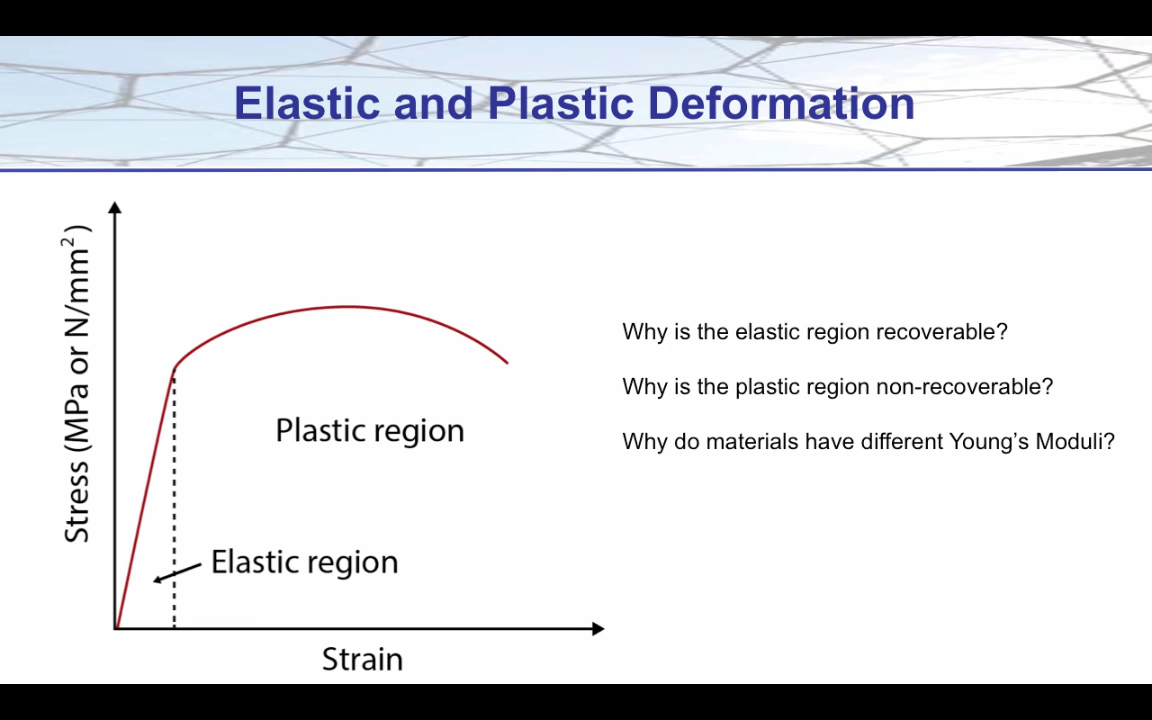 Elastic and Plastic Deformation
Stress (MPa or N/mm²)
Why is the elastic region recoverable?
Why is the plastic region non-recoverable?
Plastic region
Why do materials have different Young’s Moduli?
Elastic region
Strain